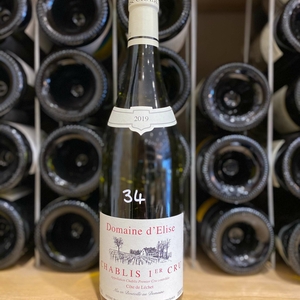 2019
34
Domaine d'Elise
CHABLIS 1ER CRU
Côte de Léchet